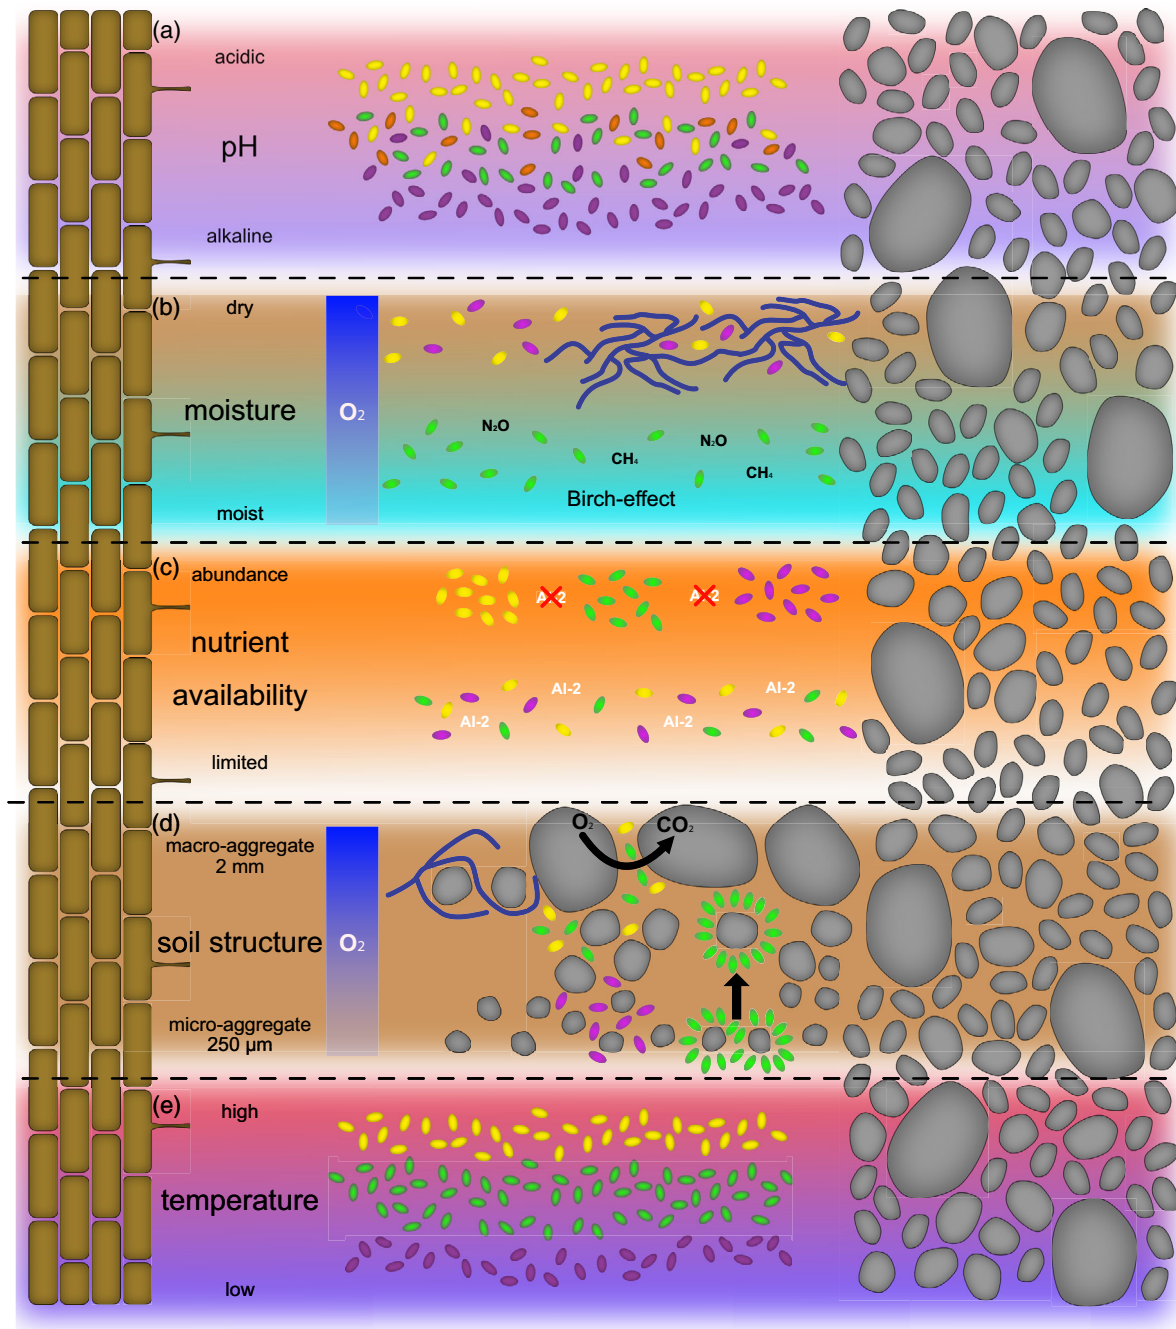 (a)
acidic
pH
alkaline
(b)
dry
moisture
O₂
N₂O
N₂O
CH₄
CH₄
Birch-effect
moist
(c)
abundance
AI-2
AI-2
nutrient
availability
AI-2
AI-2
AI-2
AI-2
limited
(d)
O₂
CO₂
macro-aggregate
2 mm
soil structure
O₂
micro-aggregate
250 µm
(e)
high
temperature
low